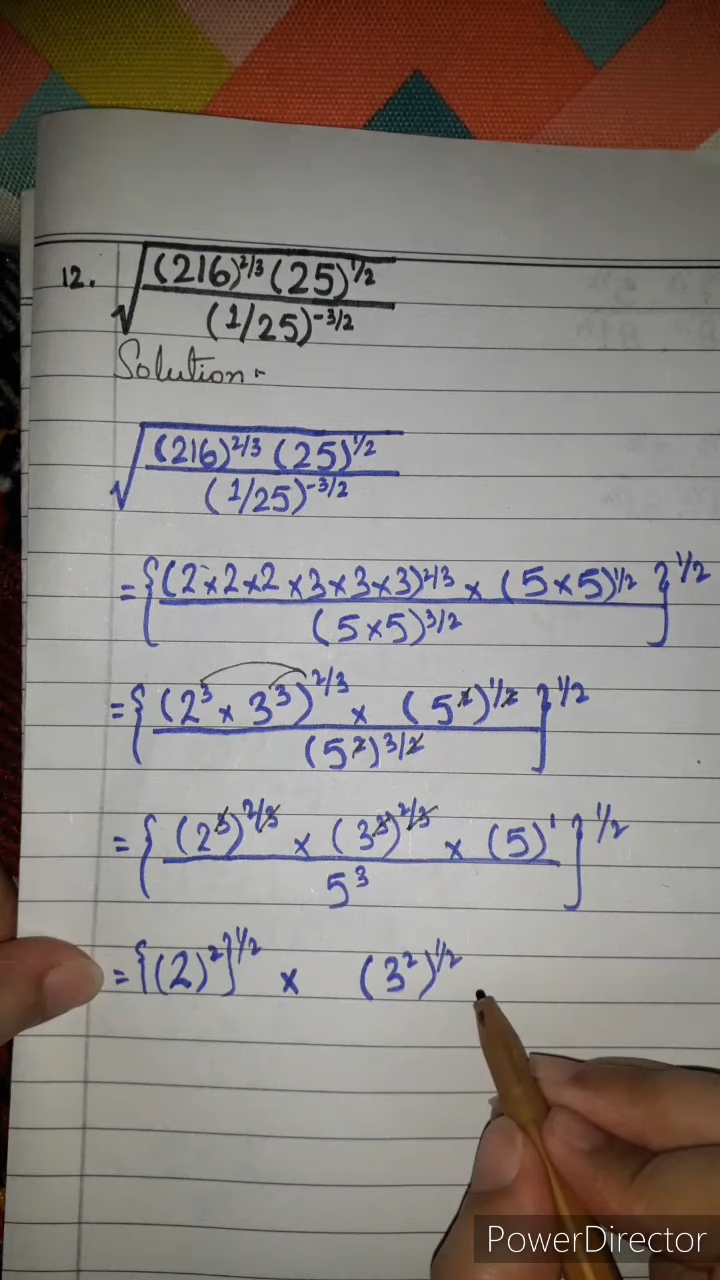 12. √((216)^2/3 (25)^1/2 / (1/25)^-3/2)
Solution:-
√((216)^2/3 (25)^1/2 / (1/25)^-3/2)
= {(2×2×2×3×3×3)^2/3 × (5×5)^1/2 / (5×5)^3/2}^1/2
= {(2^3 × 3^3)^2/3 × (5^2)^1/2 / (5^2)^3/2}^1/2
= {(2^3)^2/3 × (3^3)^2/3 × (5)^1 / 5^3}^1/2
= {(2)^2}^1/2 × (3^2)^1/2
PowerDirector